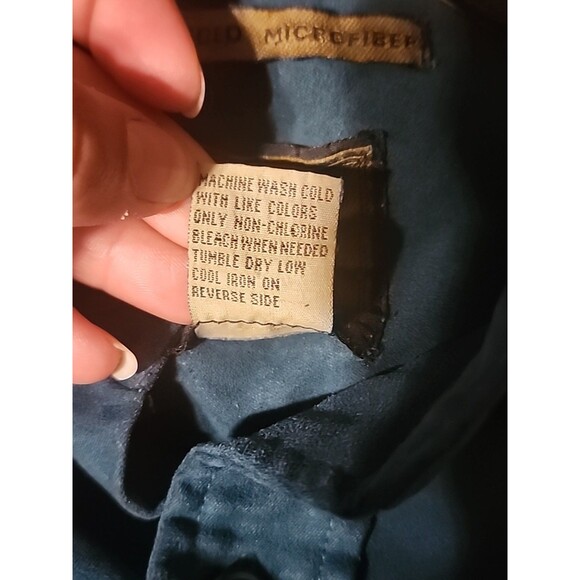 MICROFIBER
MACHINE WASH COLD
WITH LIKE COLORS
ONLY NON-CHLORINE
BLEACH WHEN NEEDED
TUMBLE DRY LOW
COOL IRON ON
REVERSE SIDE